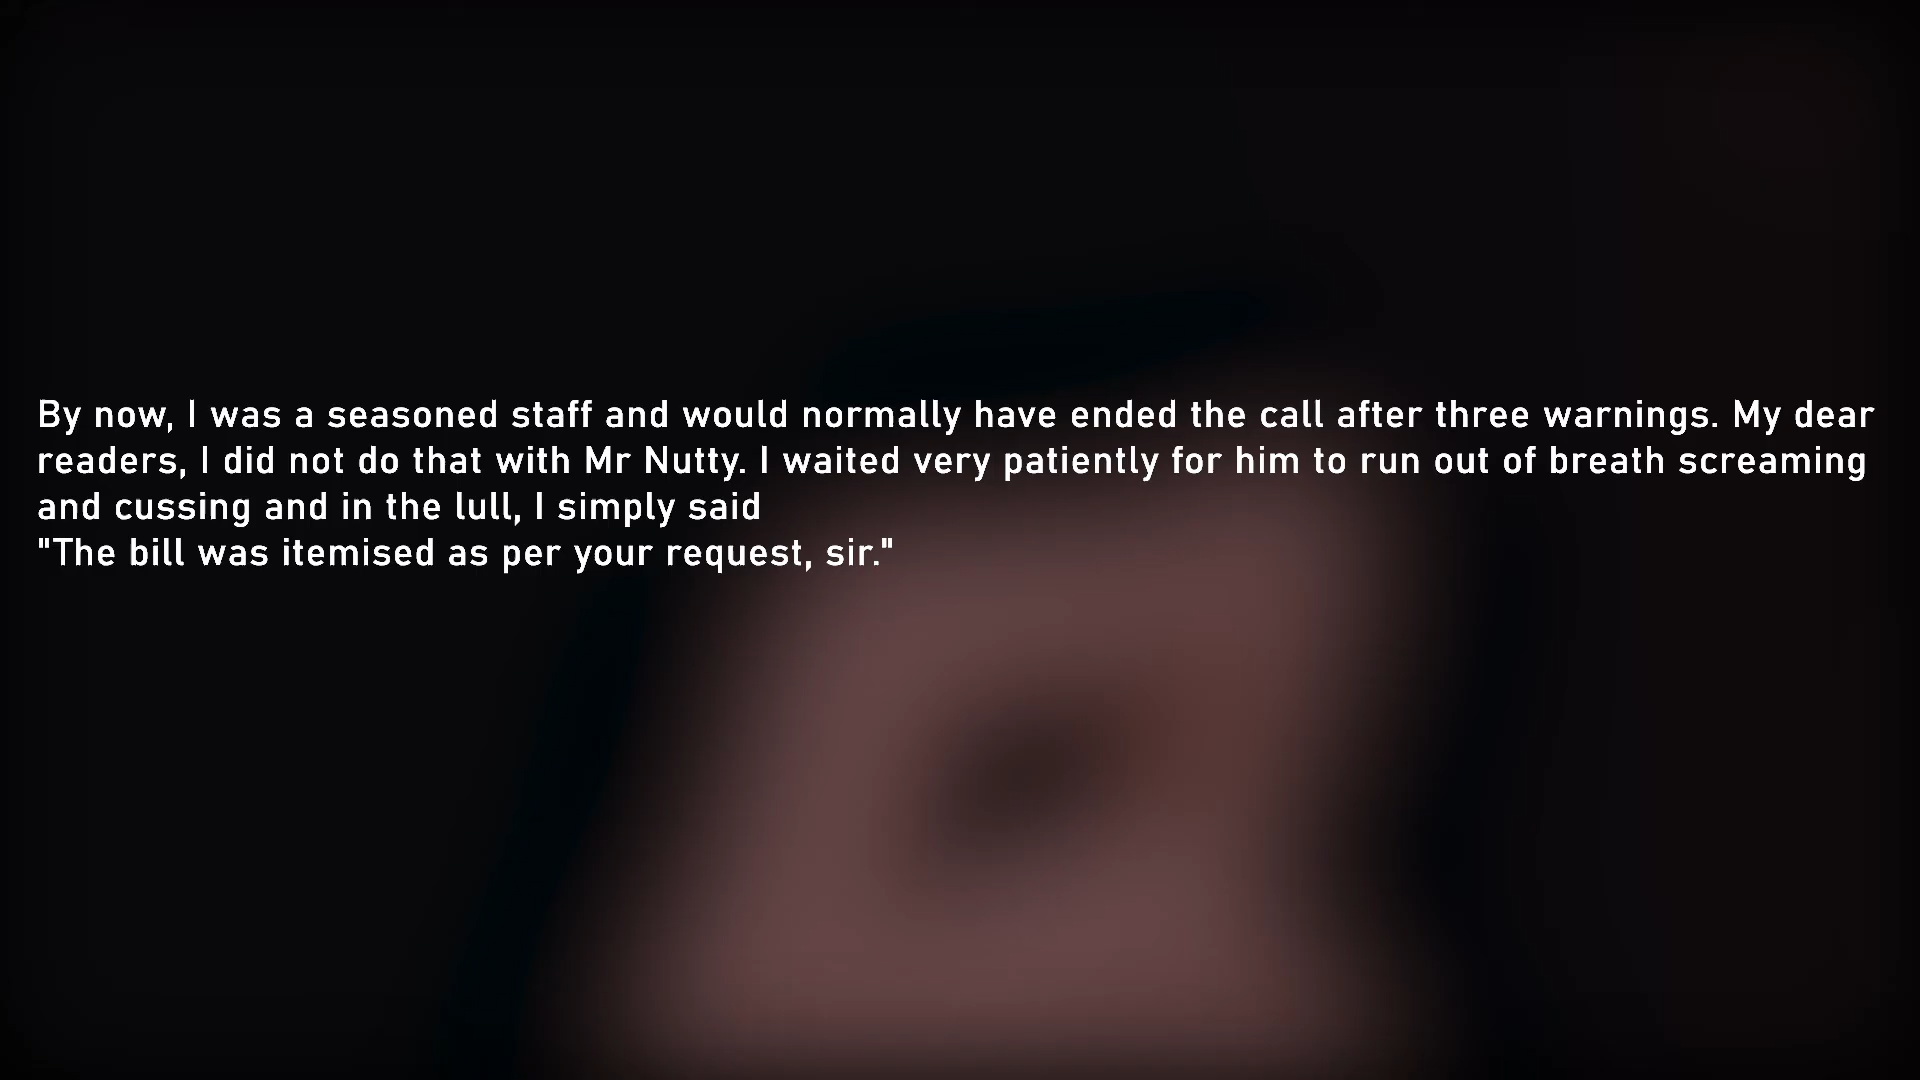 By now, I was a seasoned staff and would normally have ended the call after three warnings. My dear
readers, I did not do that with Mr Nutty. I waited very patiently for him to run out of breath screaming
and cussing and in the lull, I simply said
"The bill was itemised as per your request, sir."